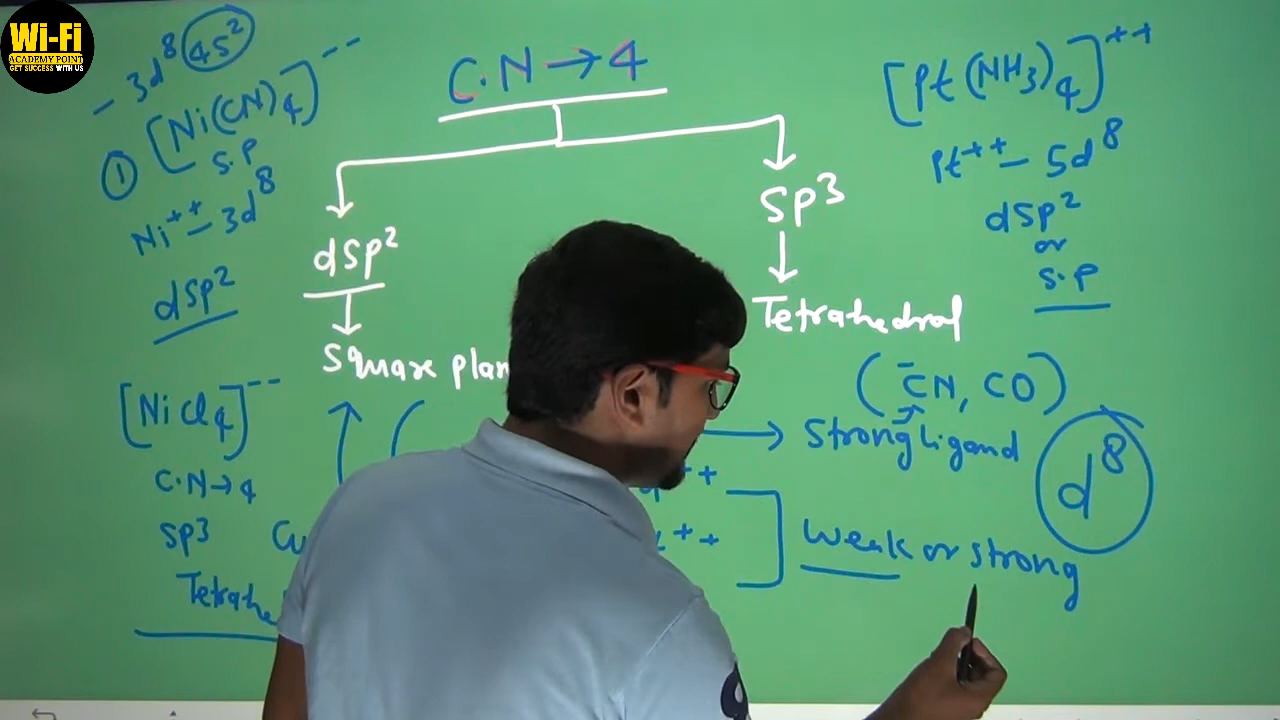 Wi-Fi
ACADEMY POINT
GET SUCCESS WITH US
- 3d⁸ 4S²
[Ni(CN)4]--
① S.P
Ni++ - 3d⁸
dSp²
[NiCl4]--
C.N→4
SP3
C.N→4
dSp²
Square plan
SP3
Tetrahedral
[Pt(NH3)4]++
Pt++ - 5d⁸
dSp²
or
S.P
(‾CN, CO)
Strong Ligand
d⁸
++
++
Weak or Strong